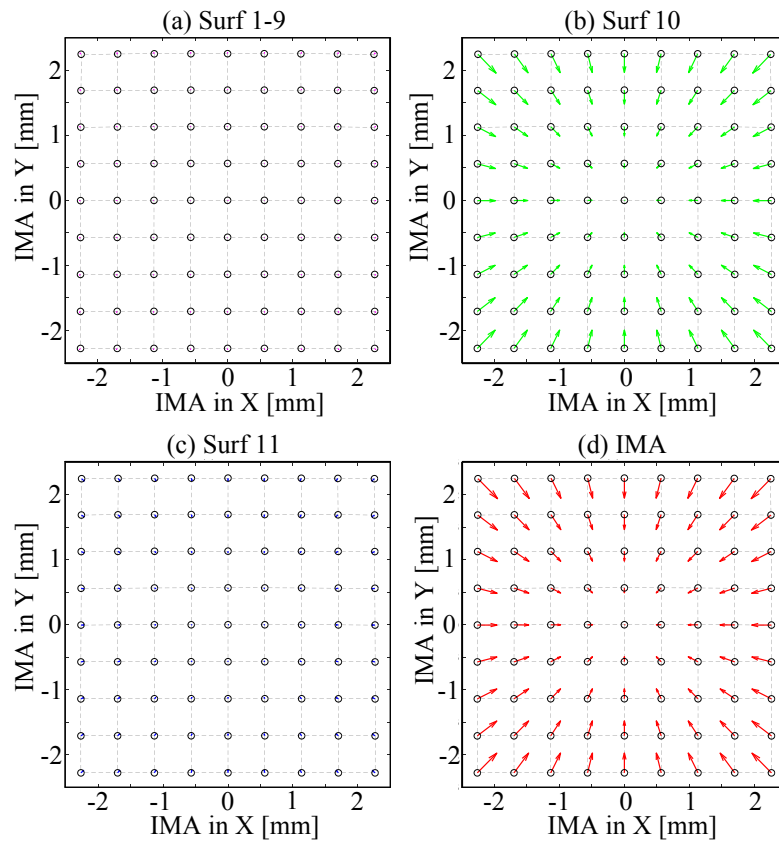 (a) Surf 1-9
(b) Surf 10
2
1
0
-1
-2
IMA in Y [mm]
-2 -1 0 1 2
IMA in X [mm]
2
1
0
-1
-2
IMA in Y [mm]
-2 -1 0 1 2
IMA in X [mm]
(c) Surf 11
(d) IMA
2
1
0
-1
-2
IMA in Y [mm]
-2 -1 0 1 2
IMA in X [mm]
2
1
0
-1
-2
IMA in Y [mm]
-2 -1 0 1 2
IMA in X [mm]